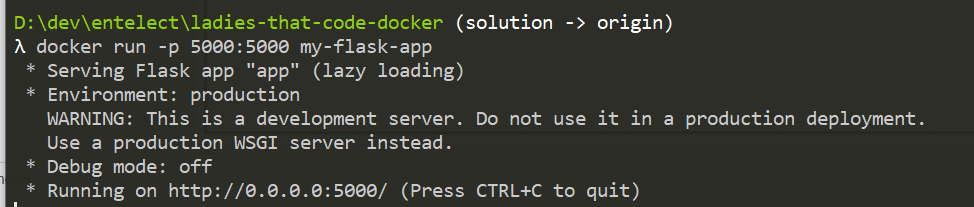 D:\dev\entelect\ladies-that-code-docker (solution -> origin)
λ docker run -p 5000:5000 my-flask-app
* Serving Flask app "app" (lazy loading)
* Environment: production
WARNING: This is a development server. Do not use it in a production deployment.
Use a production WSGI server instead.
* Debug mode: off
* Running on http://0.0.0.0:5000/ (Press CTRL+C to quit)